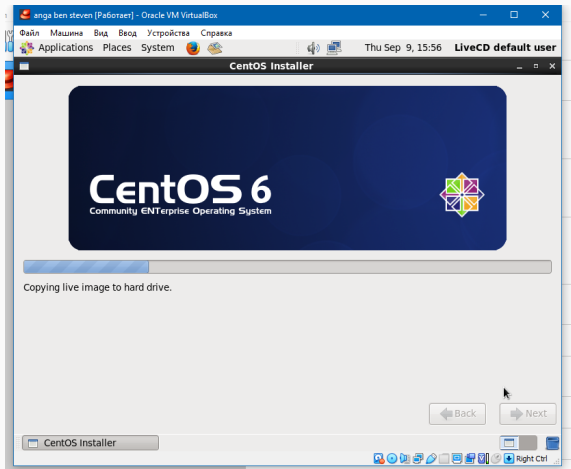 anga ben steven [Работает] - Oracle VM VirtualBox
Файл Машина Вид Ввод Устройства Справка
Applications Places System Thu Sep 9, 15:56 LiveCD default user
CentOS Installer
CentOS 6
Community ENTerprise Operating System
Copying live image to hard drive.
Back Next
CentOS Installer
Right Ctrl